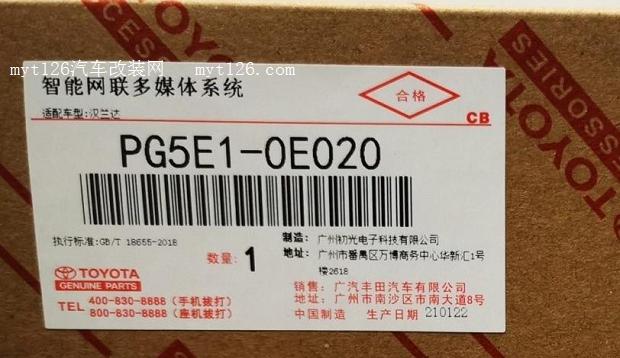 TOYOTA
ACCESSORIES
TOYOTA
ACCESSORIES
myt126汽车改装网 myt126.com
智能网联多媒体系统
适配车型:汉兰达
合格
CB
PG5E1-0E020
执行标准:GB/T 18655-2018
数量: 1
制造: 广州初光电子科技有限公司
地址: 广州市番禺区万博商务中心华新汇1号
楼2618
TOYOTA
GENUINE PARTS
TEL 400-830-8888 (手机拨打)
800-830-8888 (座机拨打)
销售: 广汽丰田汽车有限公司
地址: 广州市南沙区市南大道8号
中国制造 生产日期 210122